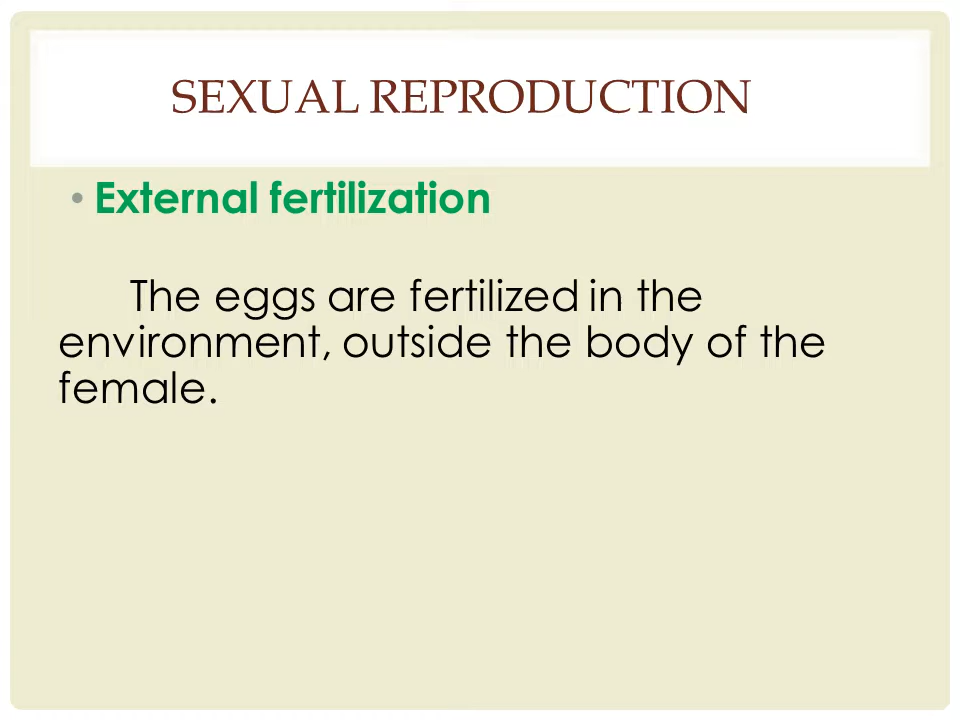 SEXUAL REPRODUCTION
• External fertilization
The eggs are fertilized in the
environment, outside the body of the
female.